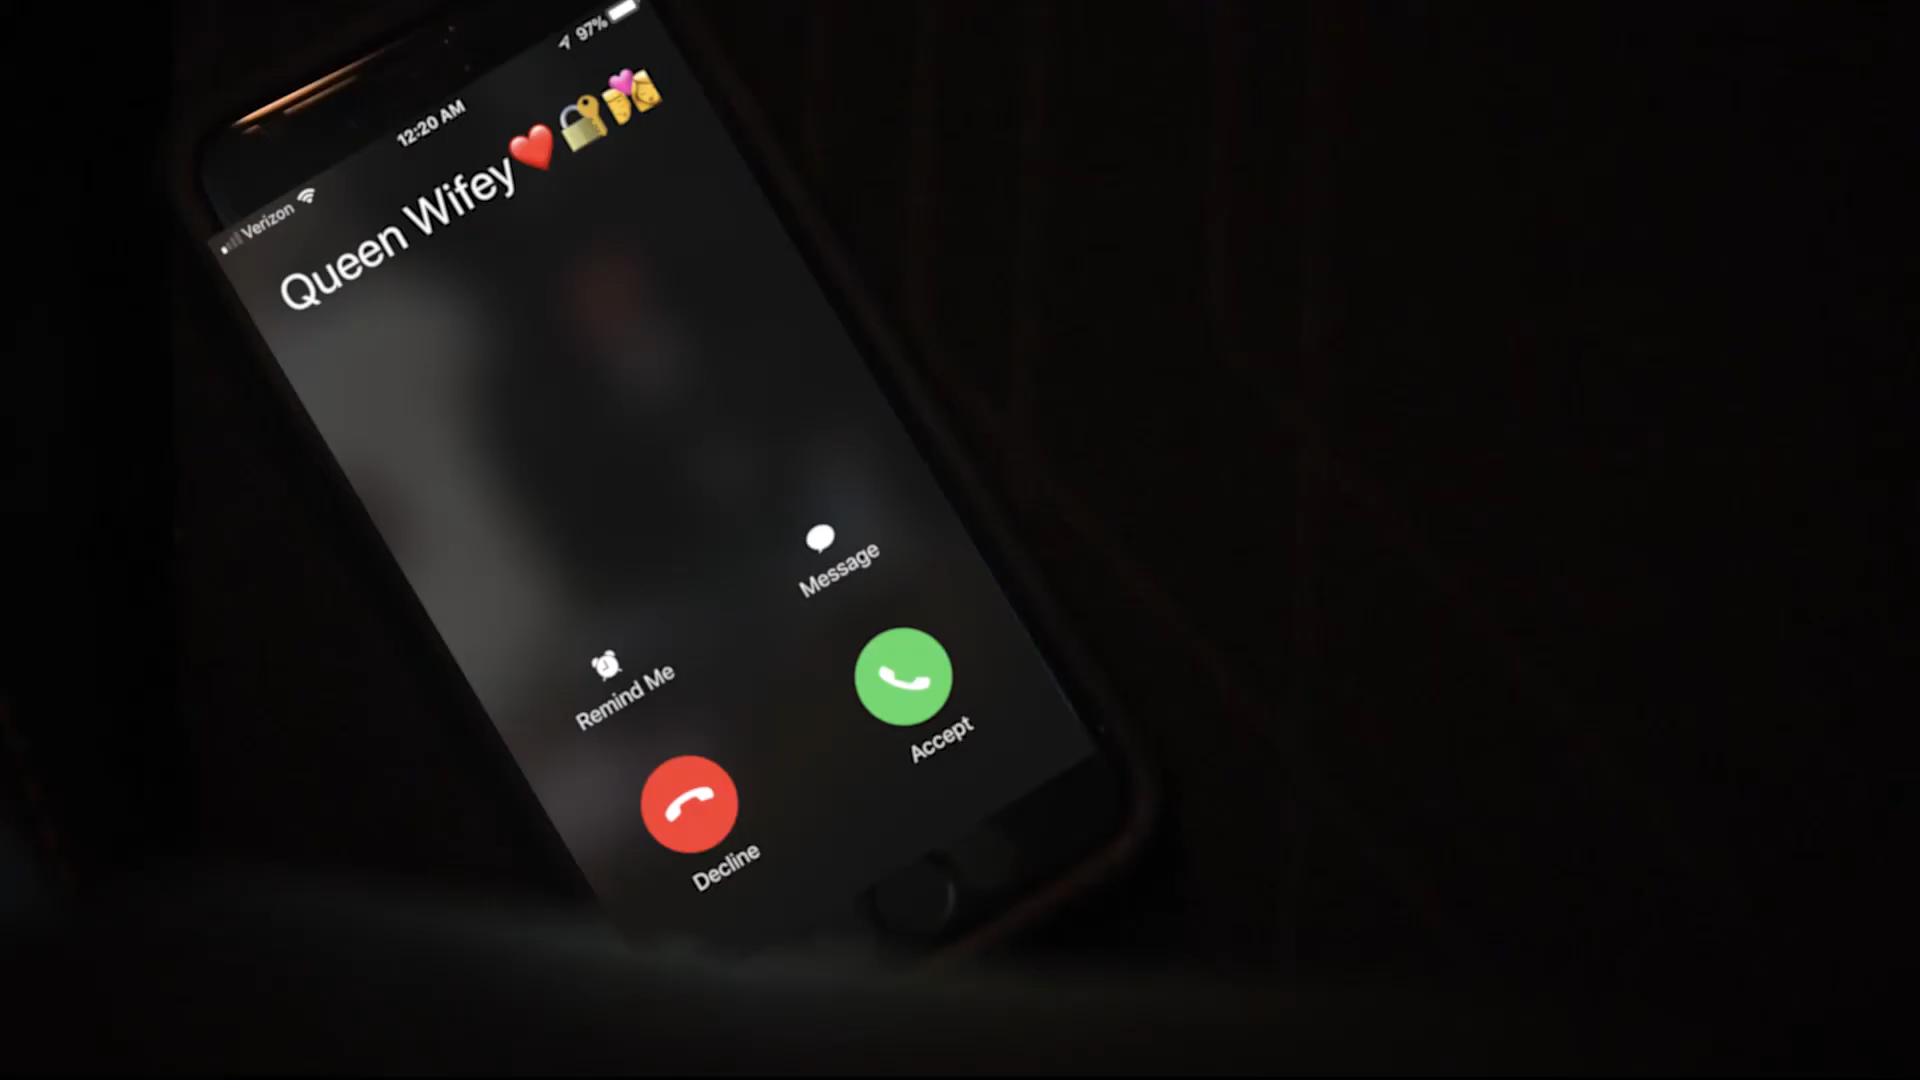 Verizon 12:20 AM 97%
Queen Wifey❤️🔐💏
Remind Me Message
Decline Accept